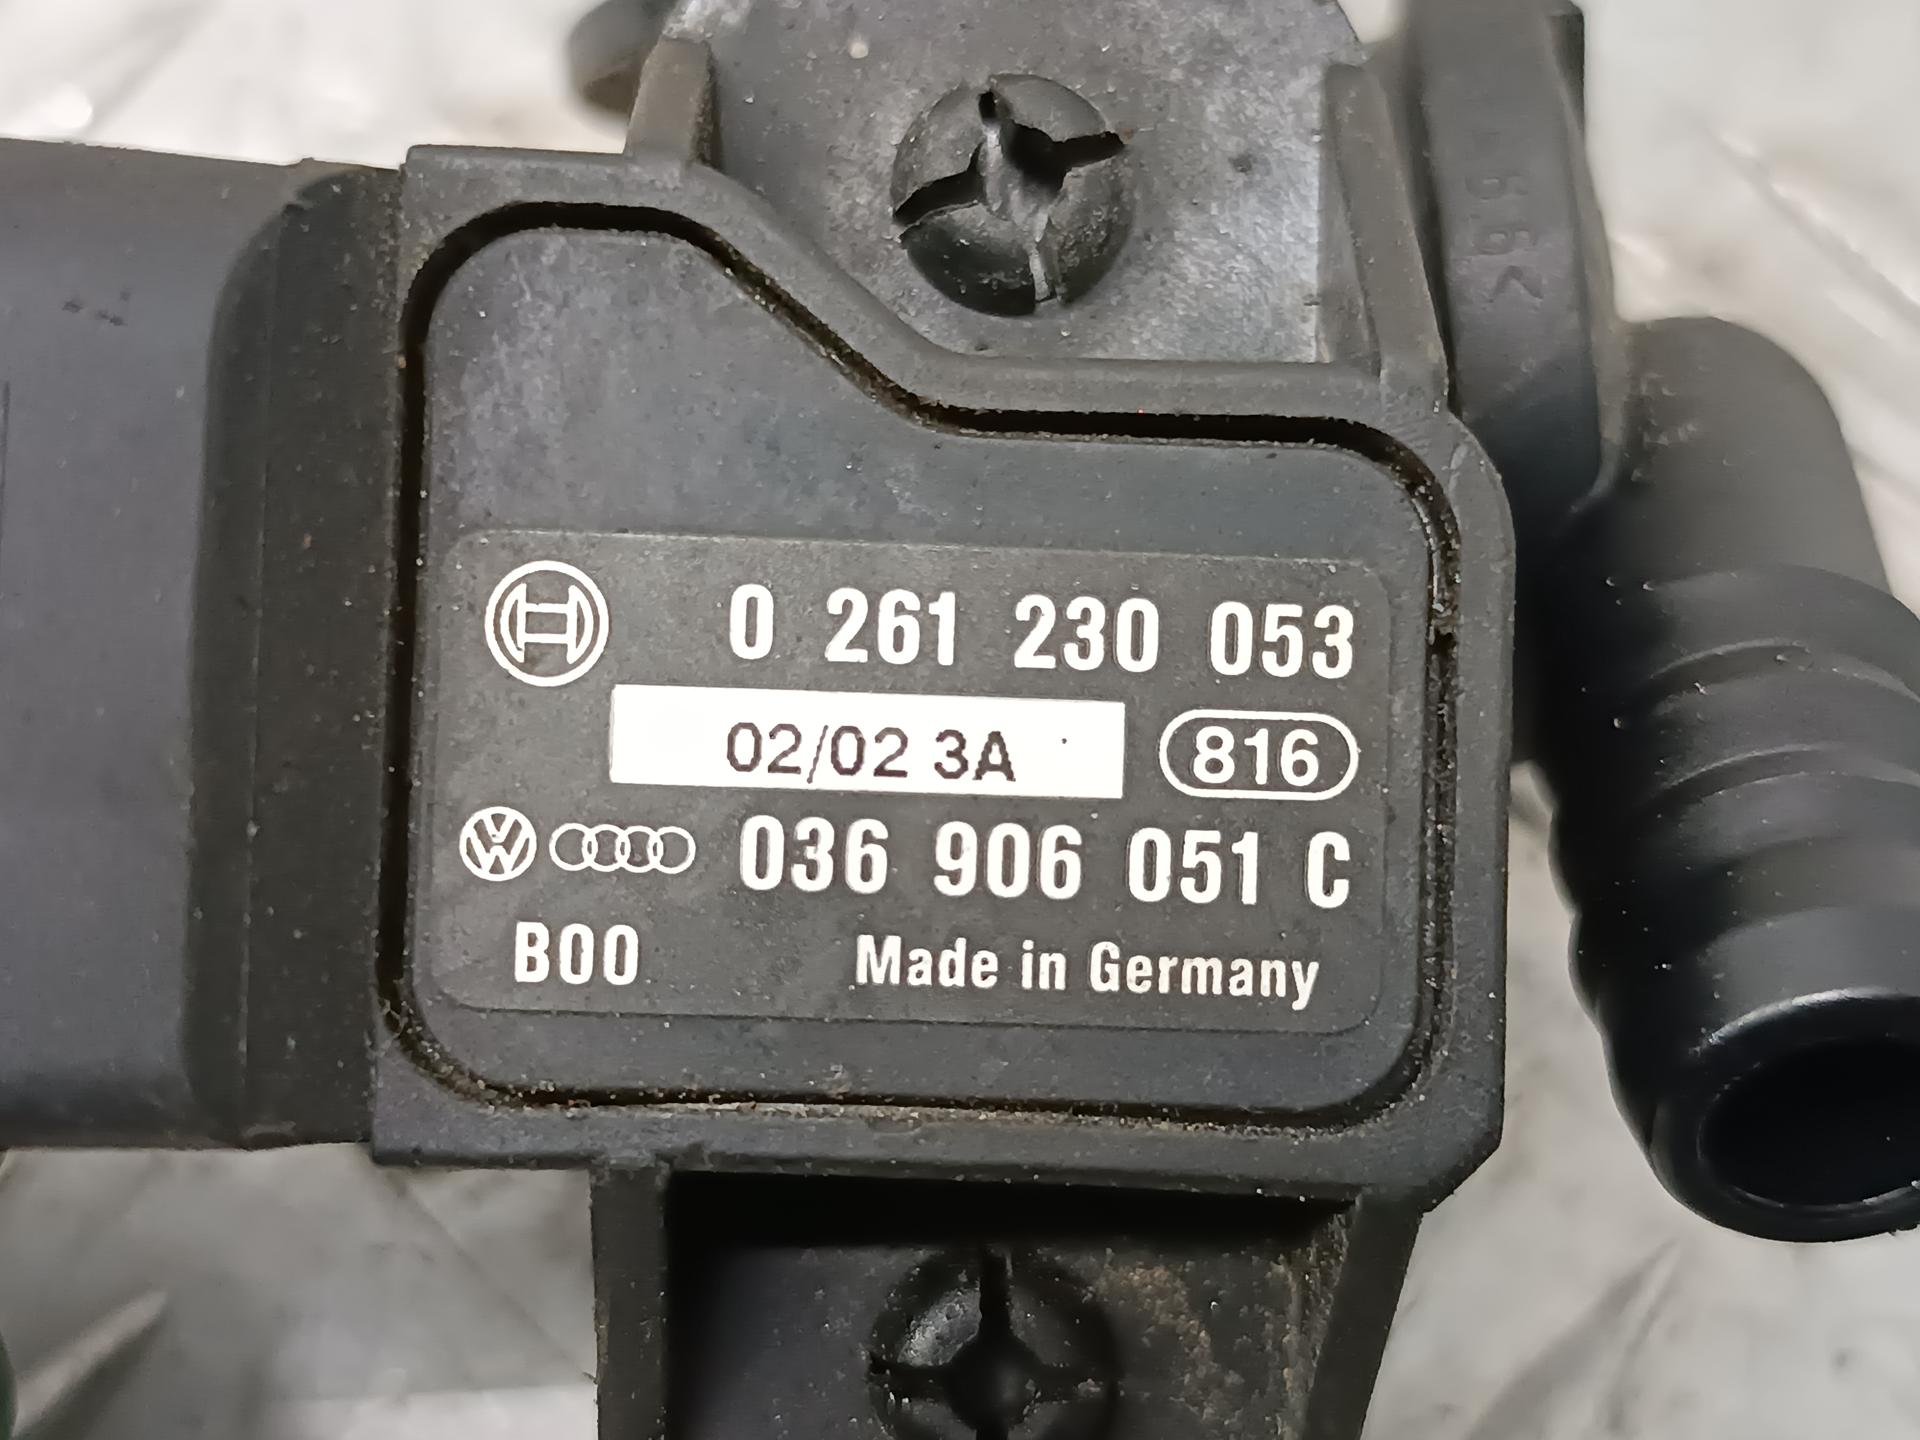 0 261 230 053
02/02 3A
816
036 906 051 C
B00
Made in Germany